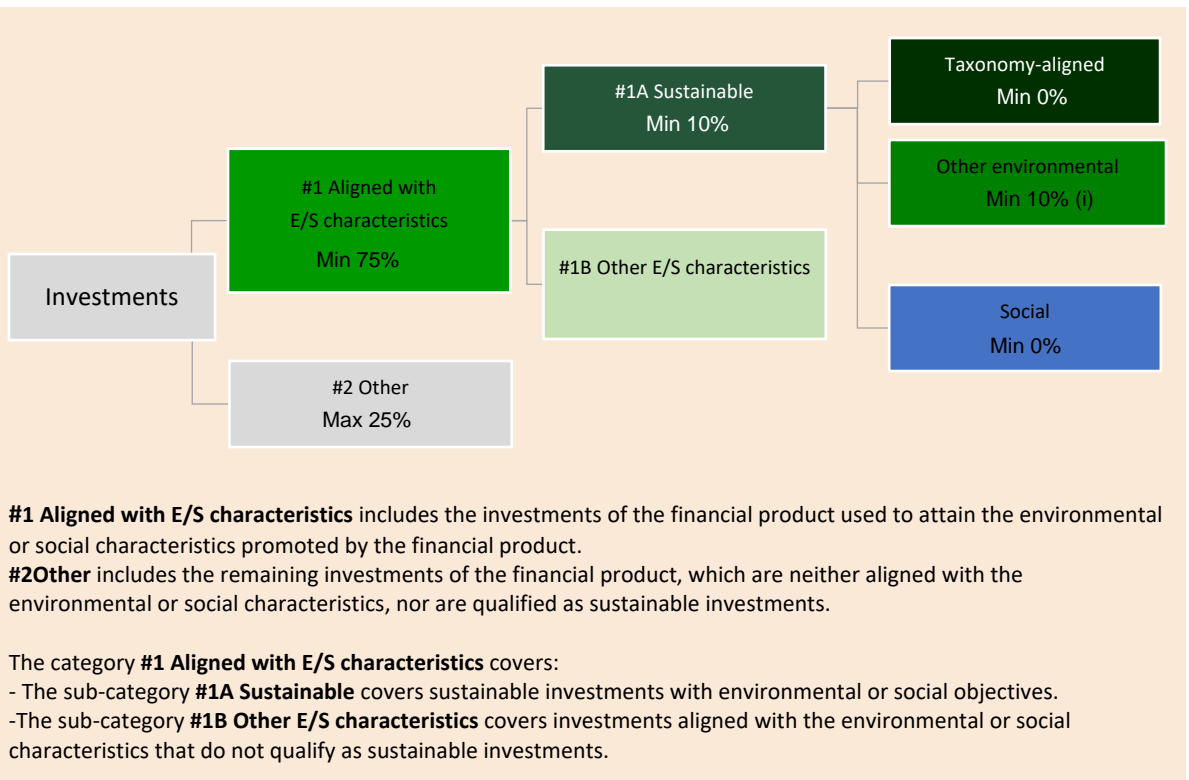 Investments
#1 Aligned with
E/S characteristics
Min 75%
#2 Other
Max 25%
#1A Sustainable
Min 10%
#1B Other E/S characteristics
Taxonomy-aligned
Min 0%
Other environmental
Min 10% (i)
Social
Min 0%
#1 Aligned with E/S characteristics includes the investments of the financial product used to attain the environmental
or social characteristics promoted by the financial product.
#2Other includes the remaining investments of the financial product, which are neither aligned with the
environmental or social characteristics, nor are qualified as sustainable investments.
The category #1 Aligned with E/S characteristics covers:
- The sub-category #1A Sustainable covers sustainable investments with environmental or social objectives.
-The sub-category #1B Other E/S characteristics covers investments aligned with the environmental or social
characteristics that do not qualify as sustainable investments.